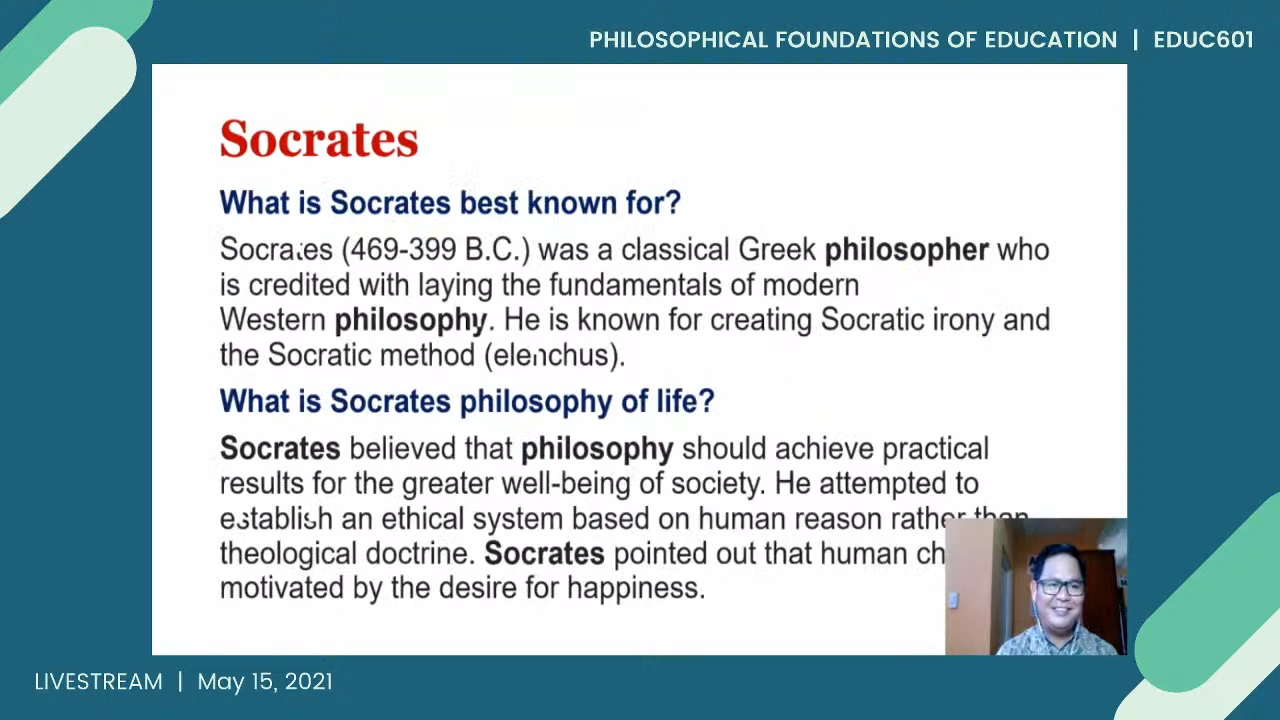 PHILOSOPHICAL FOUNDATIONS OF EDUCATION | EDUC601
Socrates
What is Socrates best known for?
Socrates (469-399 B.C.) was a classical Greek philosopher who
is credited with laying the fundamentals of modern
Western philosophy. He is known for creating Socratic irony and
the Socratic method (elenchus).
What is Socrates philosophy of life?
Socrates believed that philosophy should achieve practical
results for the greater well-being of society. He attempted to
establish an ethical system based on human reason rather than
theological doctrine. Socrates pointed out that human ch
motivated by the desire for happiness.
LIVESTREAM | May 15, 2021